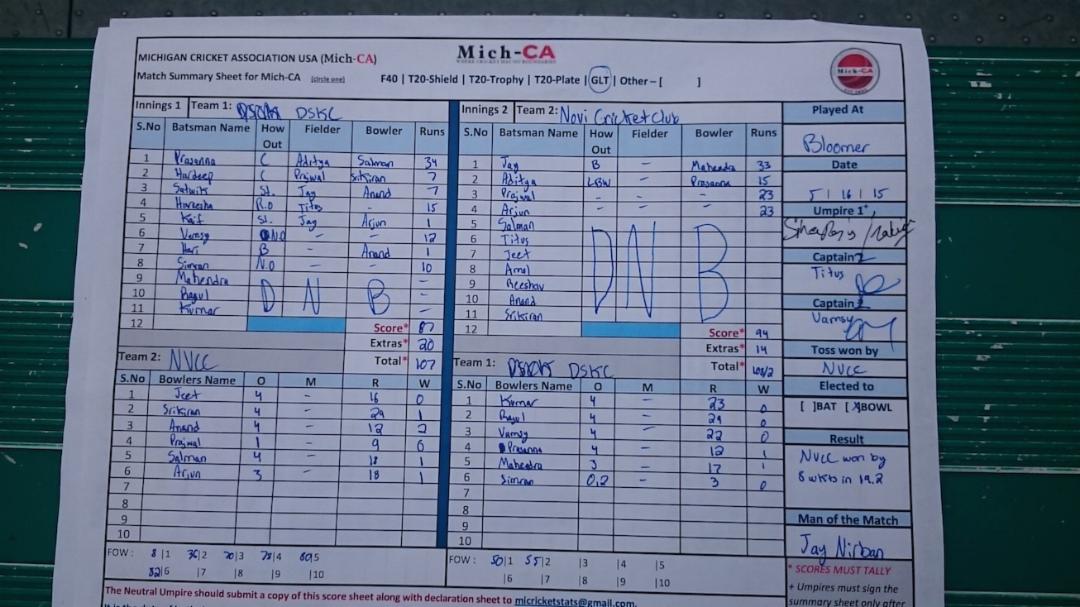 MICHIGAN CRICKET ASSOCIATION USA (Mich-CA)
Mich-CA
Match Summary Sheet for Mich-CA (circle one) F40 | T20-Shield | T20-Trophy | T20-Plate | GLT | Other – [ ]
Mich-CA
Innings 1 Team 1: DSKC
S.No Batsman Name How Out Fielder Bowler Runs
1 Prasanna C Aditya Salman 34
2 Hardeep C Prajwal Srikiran 7
3 Satwik St. Jay Anand 7
4 Hareesha R.O Titus - 15
5 Kaif St. Jay Arjun 1
6 Vamsy NO - 12
7 Hari B - Anand 1
8 Simran N.O - - 10
9 Mahendra -
10 Ragul D N B -
11 Kumar -
12
Score* 87
Extras* 20
Total* 107
Team 2: NVCC
S.No Bowlers Name O M R W
1 Jeet 4 - 16 0
2 Srikiran 4 - 29 1
3 Anand 4 - 12 2
4 Prajwal 1 - 9 0
5 Salman 4 - 18 1
6 Arjun 3 - 18 1
7
8
9
10
FOW: 8|1 36|2 70|3 78|4 80|5
82|6 |7 |8 |9 |10
Innings 2 Team 2: Novi Cricket Club
S.No Batsman Name How Out Fielder Bowler Runs
1 Jay B - Mahendra 33
2 Aditya LBW - Prasanna 15
3 Prajwal - - - 23
4 Arjun - - - 23
5 Salman
6 Titus
7 Jeet D N B
8 Amol
9
10 Anand
11 Srikiran
12
Score* 94
Extras* 14
Total* 108/2
Team 1: DSKC
S.No Bowlers Name O M R W
1 Kumar 4 - 23 0
2 Ragul 4 - 29 0
3 Vamsy 4 - 22 0
4 Prasanna 4 - 12 1
5 Mahendra 3 - 17 1
6 Simran 0.2 - 3 0
7
8
9
10
FOW: 50|1 55|2 |3 |4 |5
|6 |7 |8 |9 |10
Played At
Bloomer
Date
5 | 16 | 15
Umpire 1*
Captain 2
Titus
Captain 1
Vamsy
Toss won by
NVCC
Elected to
[ ]BAT [X]BOWL
Result
NVCC won by
8 wkts in 19.2
Man of the Match
Jay Nirban
* SCORES MUST TALLY
+ Umpires must sign the
summary sheet only after
The Neutral Umpire should submit a copy of this score sheet along with declaration sheet to micricketstats@gmail.com.